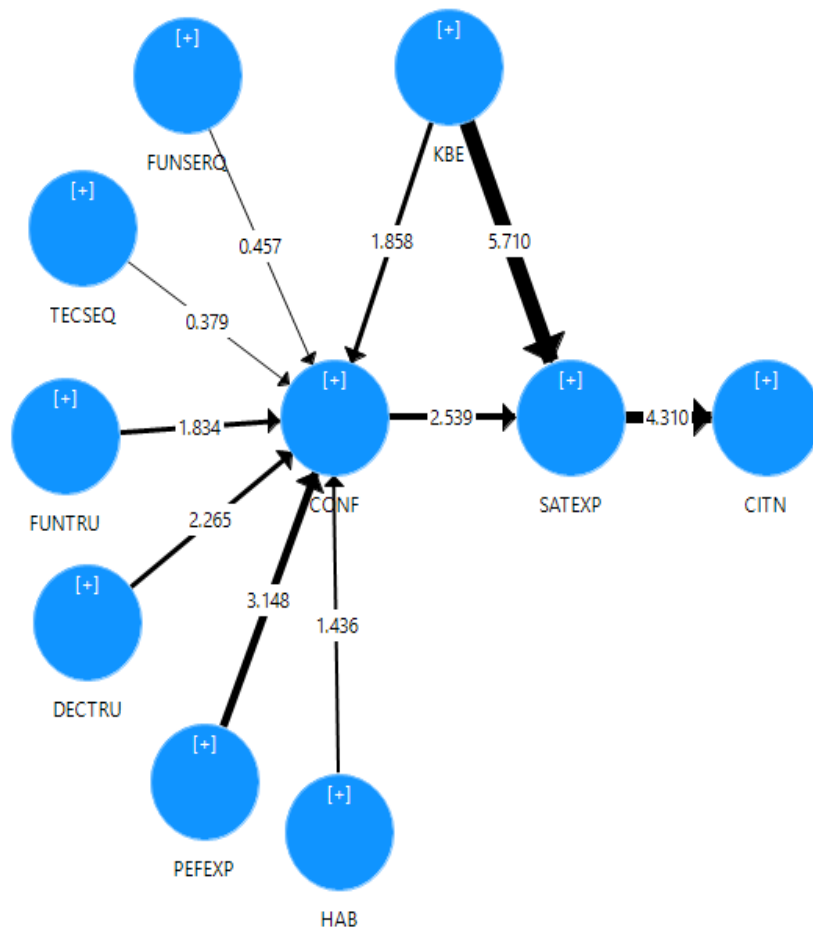 [+]
FUNSERQ
[+]
KBE
[+]
TECSEQ
0.457
1.858
5.710
0.379
[+]
FUNTRU
1.834
[+]
CONF
2.539
[+]
SATEXP
4.310
[+]
CITN
2.265
[+]
DECTRU
3.148
1.436
[+]
PEFEXP
[+]
HAB